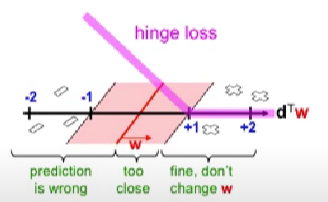 hinge loss
-2
-1
+1
+2
dᵀw
w
prediction
is wrong
too
close
fine, don't
change w